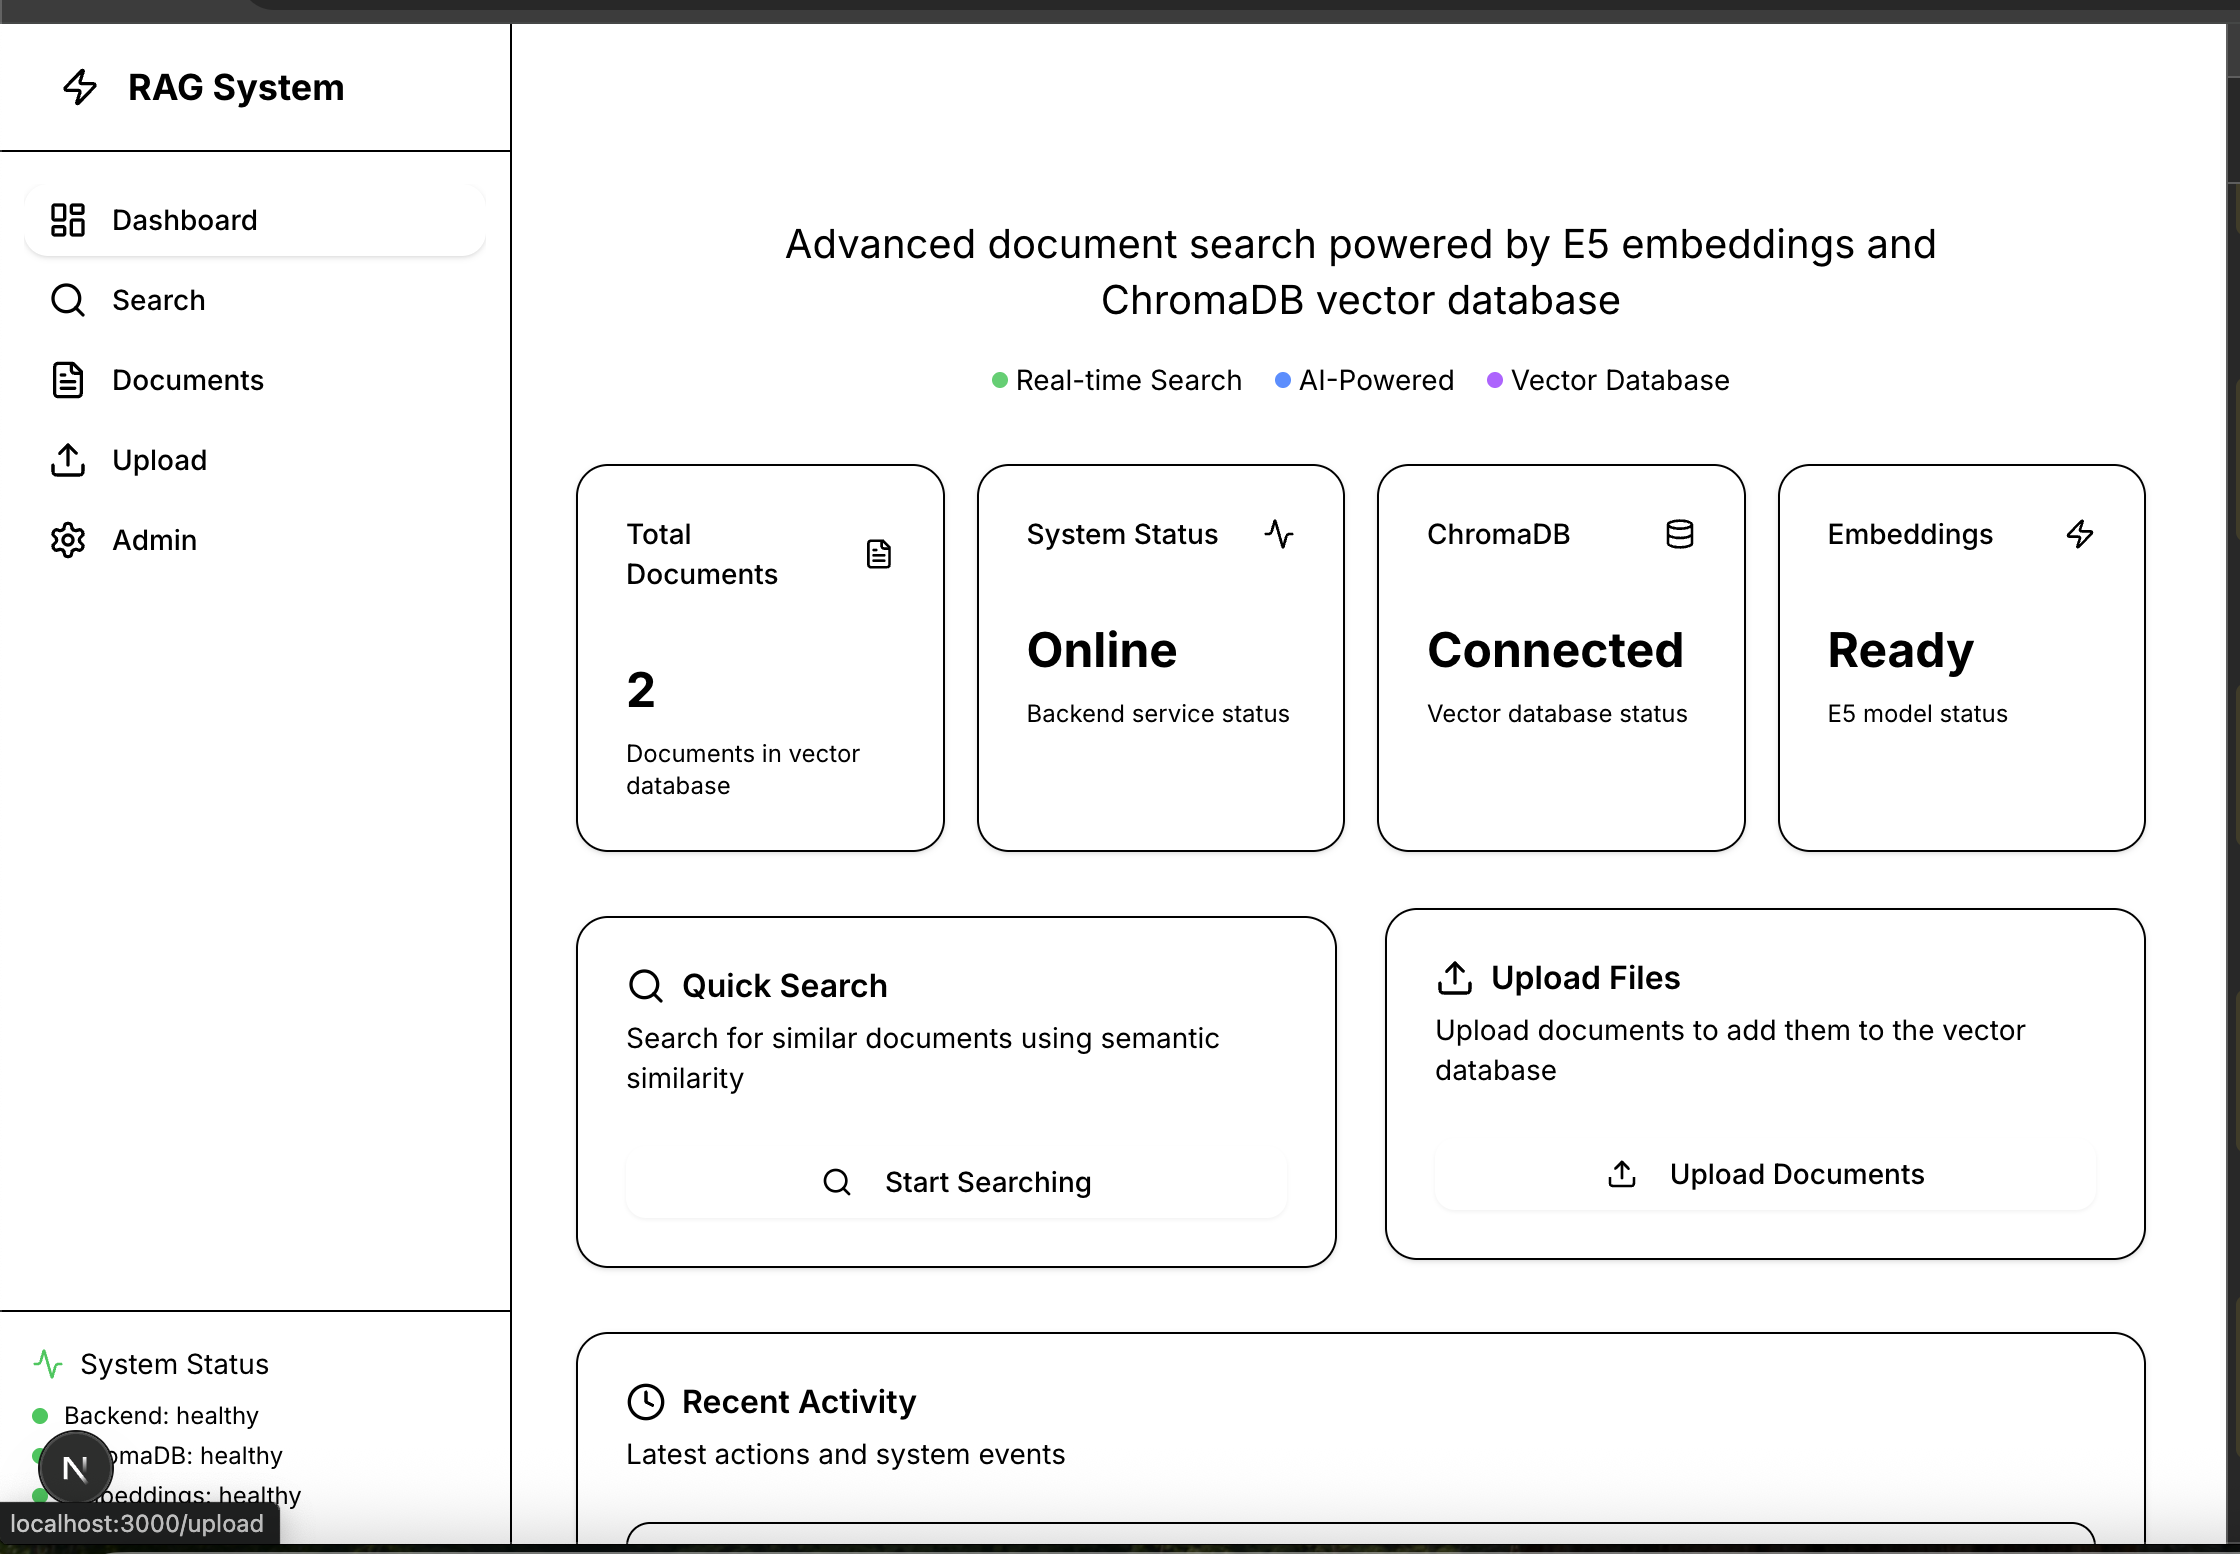 RAG System
Dashboard
Search
Documents
Upload
Admin
System Status
Backend: healthy
omaDB: healthy
beddings: healthy
localhost:3000/upload
Advanced document search powered by E5 embeddings and
ChromaDB vector database
Real-time Search AI-Powered Vector Database
Total
Documents
2
Documents in vector
database
System Status
Online
Backend service status
ChromaDB
Connected
Vector database status
Embeddings
Ready
E5 model status
Quick Search
Search for similar documents using semantic
similarity
Start Searching
Upload Files
Upload documents to add them to the vector
database
Upload Documents
Recent Activity
Latest actions and system events